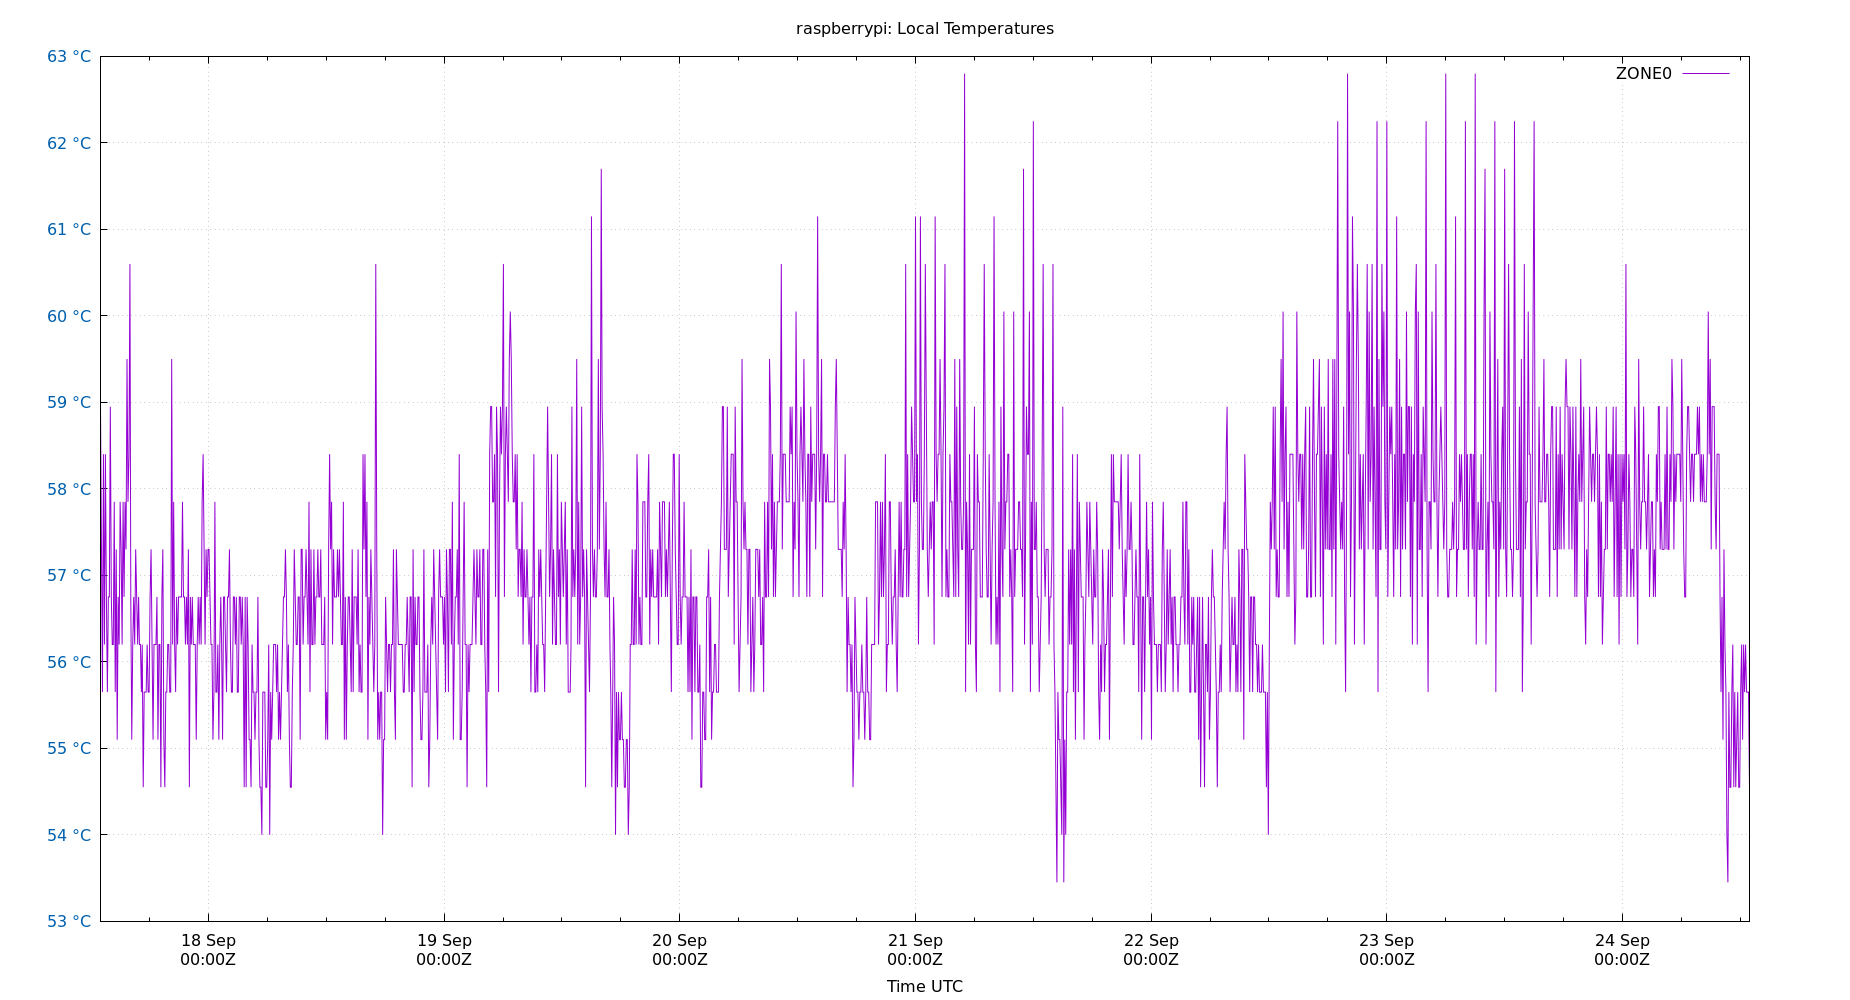 raspberrypi: Local Temperatures
ZONE0
63 °C
62 °C
61 °C
60 °C
59 °C
58 °C
57 °C
56 °C
55 °C
54 °C
53 °C
18 Sep 19 Sep 20 Sep 21 Sep 22 Sep 23 Sep 24 Sep
00:00Z 00:00Z 00:00Z 00:00Z 00:00Z 00:00Z 00:00Z
Time UTC